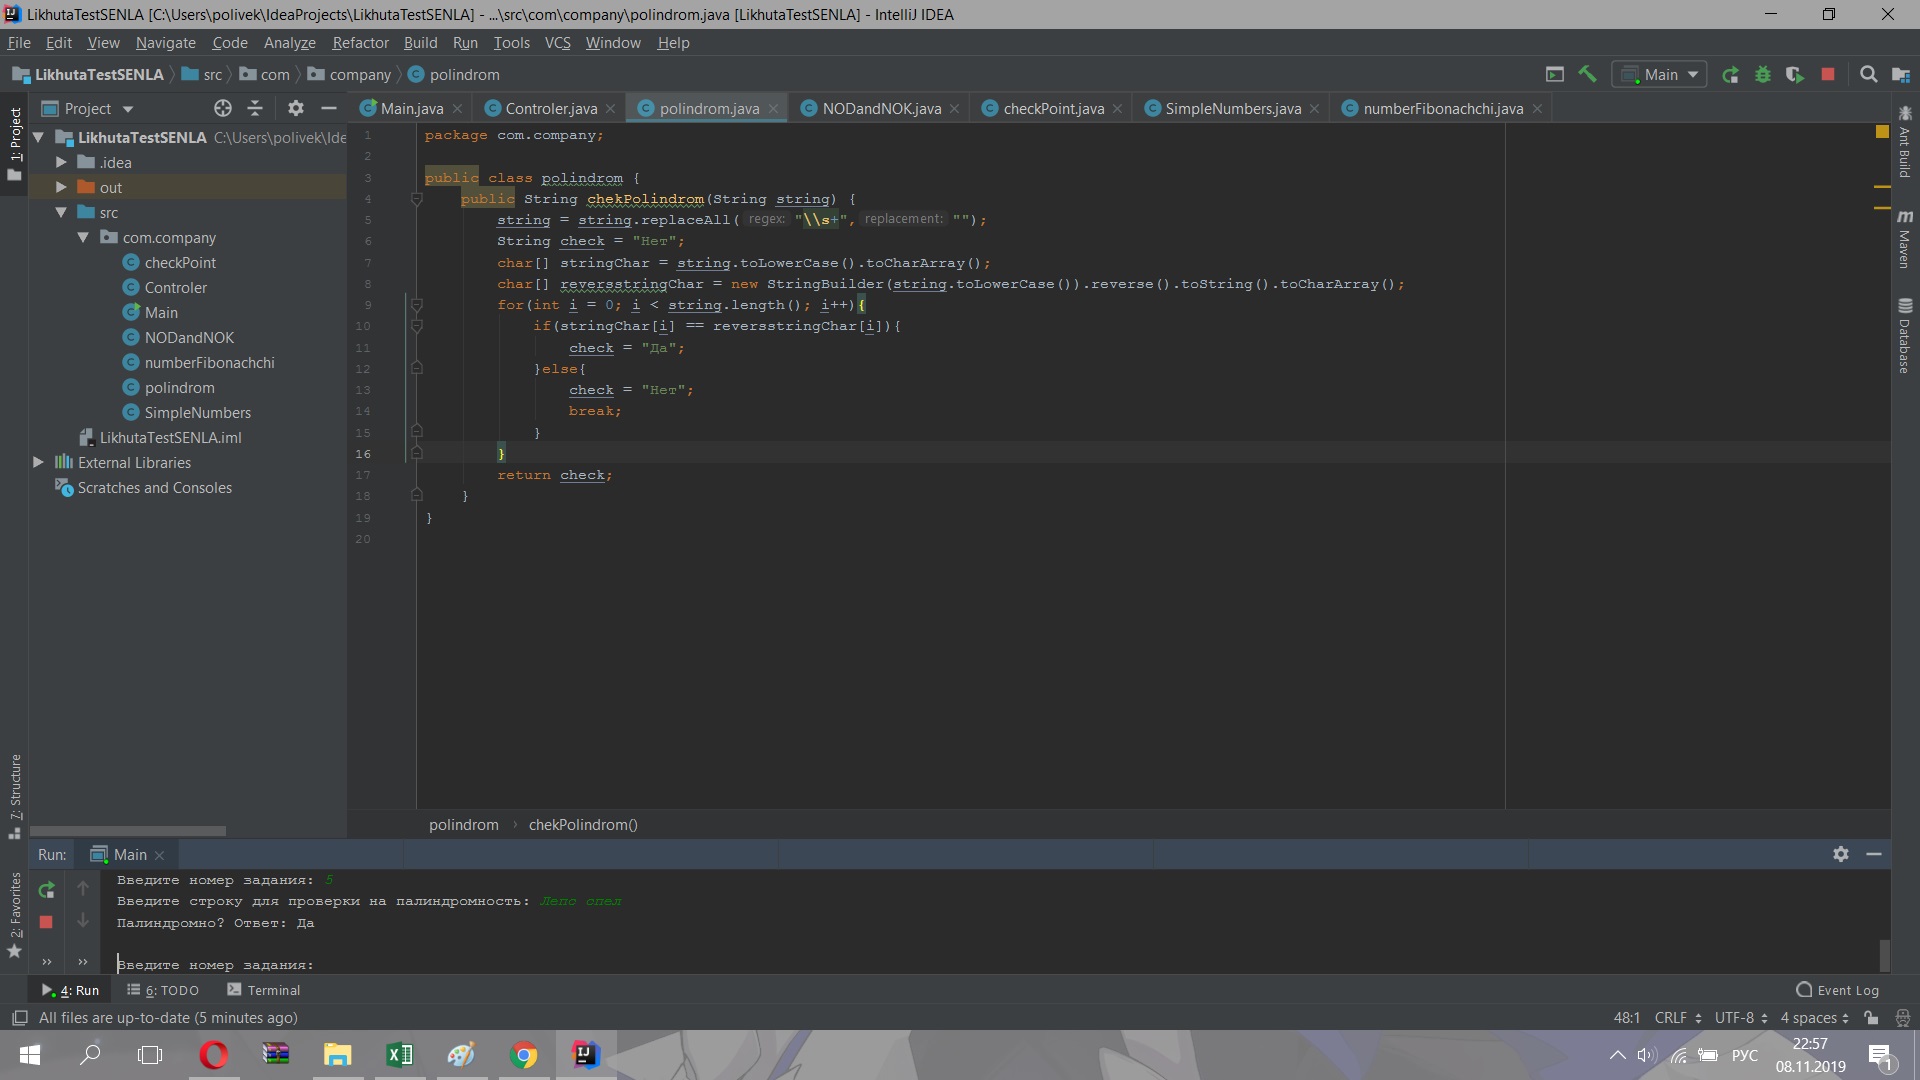 LikhutaTestSENLA [C:\Users\polivek\IdeaProjects\LikhutaTestSENLA] - ...\src\com\company\polindrom.java [LikhutaTestSENLA] - IntelliJ IDEA
File Edit View Navigate Code Analyze Refactor Build Run Tools VCS Window Help
LikhutaTestSENLA src com company polindrom Main
Project Main.java Controler.java polindrom.java NODandNOK.java checkPoint.java SimpleNumbers.java numberFibonachchi.java
1: Project
LikhutaTestSENLA C:\Users\polivek\Ide
.idea
out
src
com.company
checkPoint
Controler
Main
NODandNOK
numberFibonachchi
polindrom
SimpleNumbers
LikhutaTestSENLA.iml
External Libraries
Scratches and Consoles
7: Structure
2: Favorites
1 package com.company;
2
3 public class polindrom {
4 public String chekPolindrom(String string) {
5 string = string.replaceAll( regex: "\\s+", replacement: "");
6 String check = "Нет";
7 char[] stringChar = string.toLowerCase().toCharArray();
8 char[] reversstringChar = new StringBuilder(string.toLowerCase()).reverse().toString().toCharArray();
9 for(int i = 0; i < string.length(); i++){
10 if(stringChar[i] == reversstringChar[i]){
11 check = "Да";
12 }else{
13 check = "Нет";
14 break;
15 }
16 }
17 return check;
18 }
19 }
20
Ant Build
m Maven
Database
polindrom chekPolindrom()
Run: Main
Введите номер задания: 5
Введите строку для проверки на палиндромность: Лепс спел
Палиндромно? Ответ: Да
Введите номер задания:
4: Run 6: TODO Terminal Event Log
All files are up-to-date (5 minutes ago) 48:1 CRLF UTF-8 4 spaces
РУС 22:57
08.11.2019 1